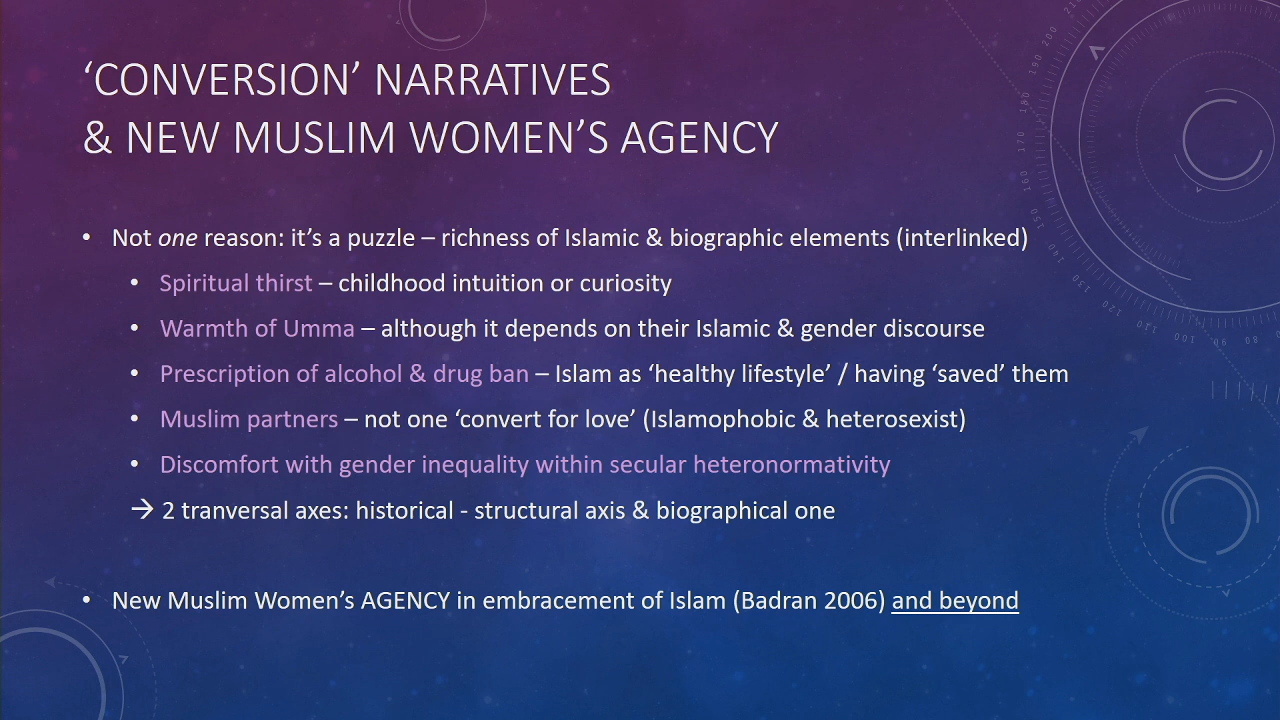 ‘CONVERSION’ NARRATIVES
& NEW MUSLIM WOMEN’S AGENCY
• Not one reason: it’s a puzzle – richness of Islamic & biographic elements (interlinked)
• Spiritual thirst – childhood intuition or curiosity
• Warmth of Umma – although it depends on their Islamic & gender discourse
• Prescription of alcohol & drug ban – Islam as ‘healthy lifestyle’ / having ‘saved’ them
• Muslim partners – not one ‘convert for love’ (Islamophobic & heterosexist)
• Discomfort with gender inequality within secular heteronormativity
→ 2 tranversal axes: historical - structural axis & biographical one
• New Muslim Women’s AGENCY in embracement of Islam (Badran 2006) and beyond